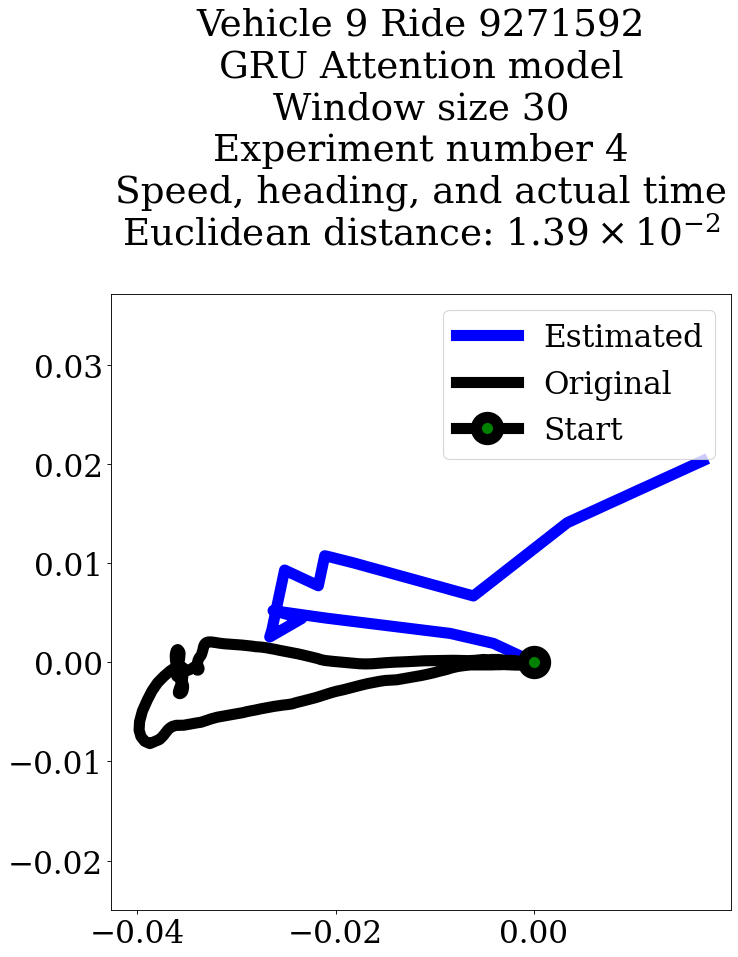 Vehicle 9 Ride 9271592
GRU Attention model
Window size 30
Experiment number 4
Speed, heading, and actual time
Euclidean distance: 1.39 × 10⁻²
Estimated
Original
Start
0.03
0.02
0.01
0.00
−0.01
−0.02
−0.04
−0.02
0.00